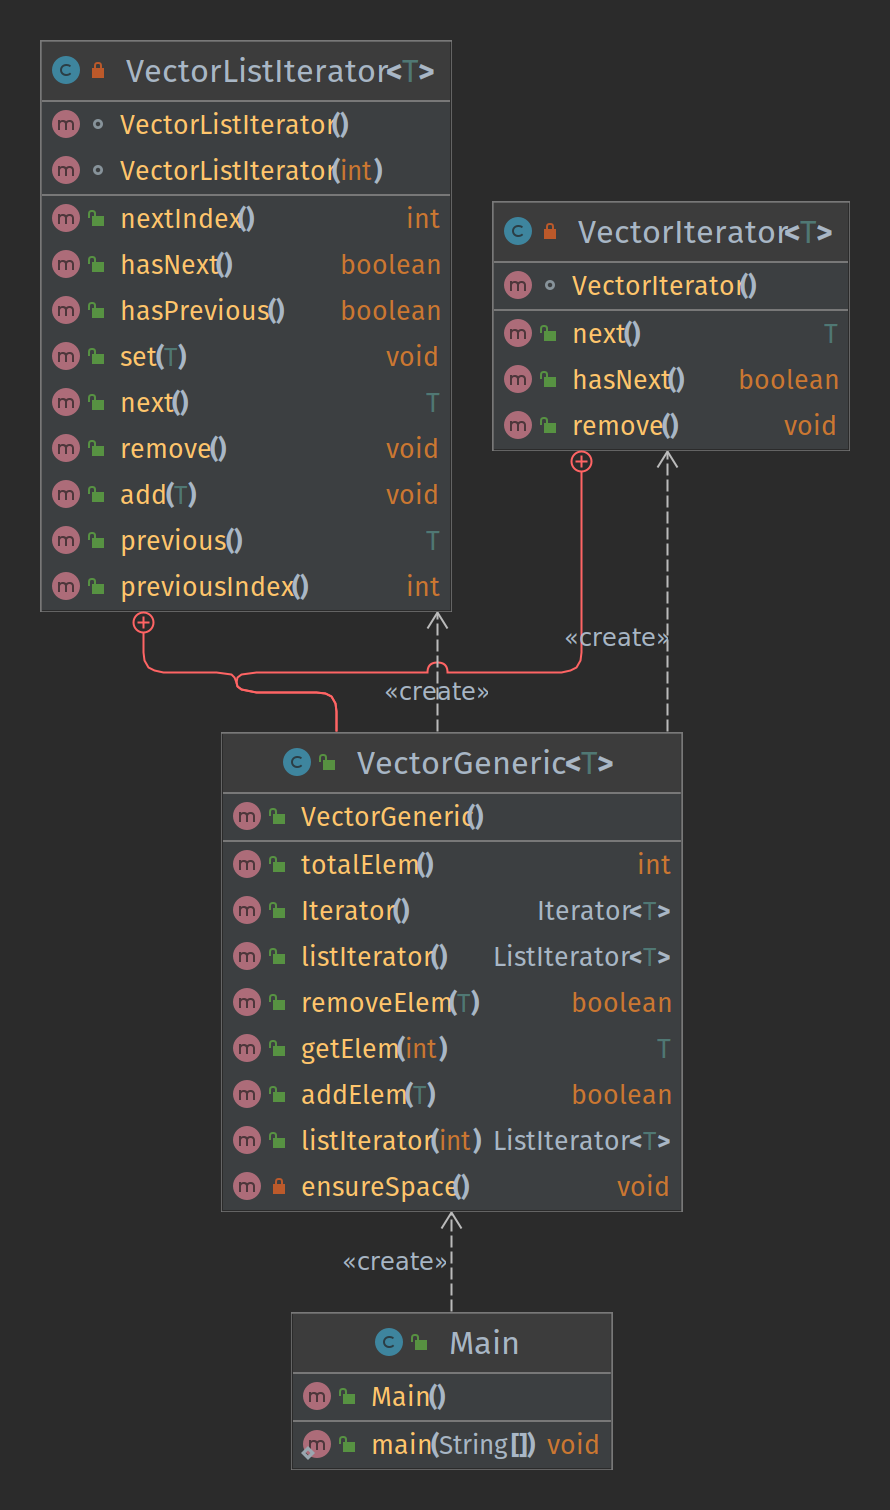 VectorListIterator<T>
VectorListIterator()
VectorListIterator(int)
nextIndex() int
hasNext() boolean
hasPrevious() boolean
set(T) void
next() T
remove() void
add(T) void
previous() T
previousIndex() int
VectorIterator<T>
VectorIterator()
next() T
hasNext() boolean
remove() void
«create»
«create»
VectorGeneric<T>
VectorGeneric()
totalElem() int
Iterator() Iterator<T>
listIterator() ListIterator<T>
removeElem(T) boolean
getElem(int) T
addElem(T) boolean
listIterator(int) ListIterator<T>
ensureSpace() void
«create»
Main
Main()
main(String[]) void